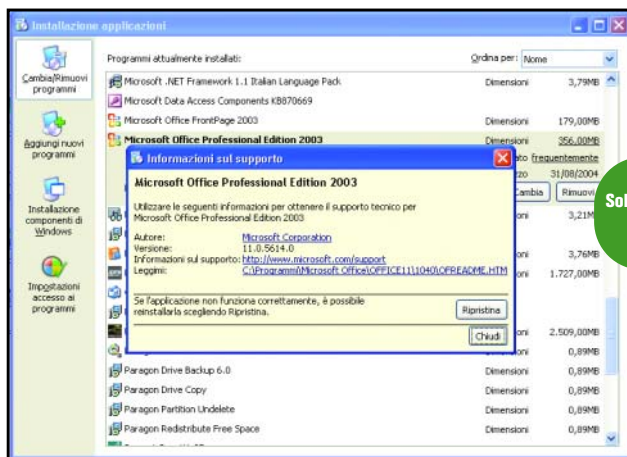 Installazione applicazioni
Cambia/Rimuovi
programmi
Aggiungi nuovi
programmi
Installazione
componenti di
Windows
Impostazioni
accesso ai
programmi
Programmi attualmente installati:
Ordina per: Nome
Microsoft .NET Framework 1.1 Italian Language Pack Dimensioni 3,79MB
Microsoft Data Access Components KB870669
Microsoft Office FrontPage 2003 Dimensioni 179,00MB
Microsoft Office Professional Edition 2003 Dimensioni 356,00MB
frequentemente
31/08/2004
Cambia Rimuovi
Informazioni sul supporto
Microsoft Office Professional Edition 2003
Utilizzare le seguenti informazioni per ottenere il supporto tecnico per
Microsoft Office Professional Edition 2003
Autore: Microsoft Corporation
Versione: 11.0.5614.0
Informazioni sul supporto: http://www.microsoft.com/support
Leggimi: C:\Programmi\Microsoft Office\OFFICE11\1040\OFREADME.HTM
Se l'applicazione non funziona correttamente, è possibile
reinstallarla scegliendo Ripristina.
Ripristina
Chiudi
3,21M
3,76MB
1.727,00MB
2.509,00MB
0,89MB
Paragon Drive Backup 6.0 Dimensioni 0,89MB
Paragon Drive Copy Dimensioni 0,89MB
Paragon Partition Undelete Dimensioni 0,89MB
Paragon Redistribute Free Space Dimensioni 0,89MB
Sol